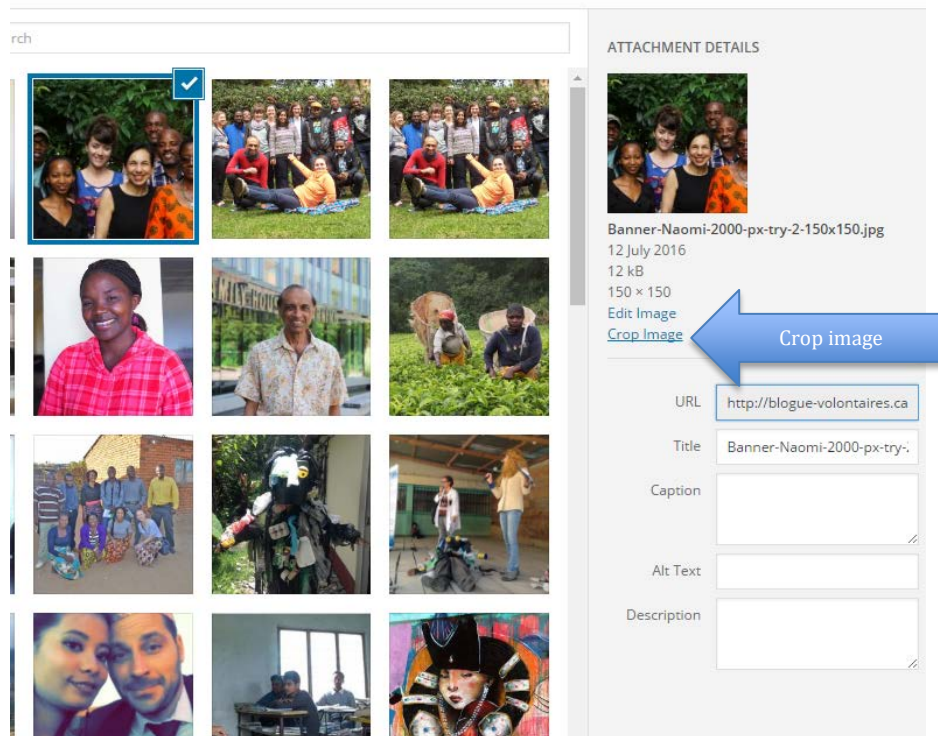 rch
ATTACHMENT DETAILS
Banner-Naomi-2000-px-try-2-150x150.jpg
12 July 2016
12 kB
150 × 150
Edit Image
Crop Image
Crop image
URL
http://blogue-volontaires.ca
Title
Banner-Naomi-2000-px-try-
Caption
Alt Text
Description